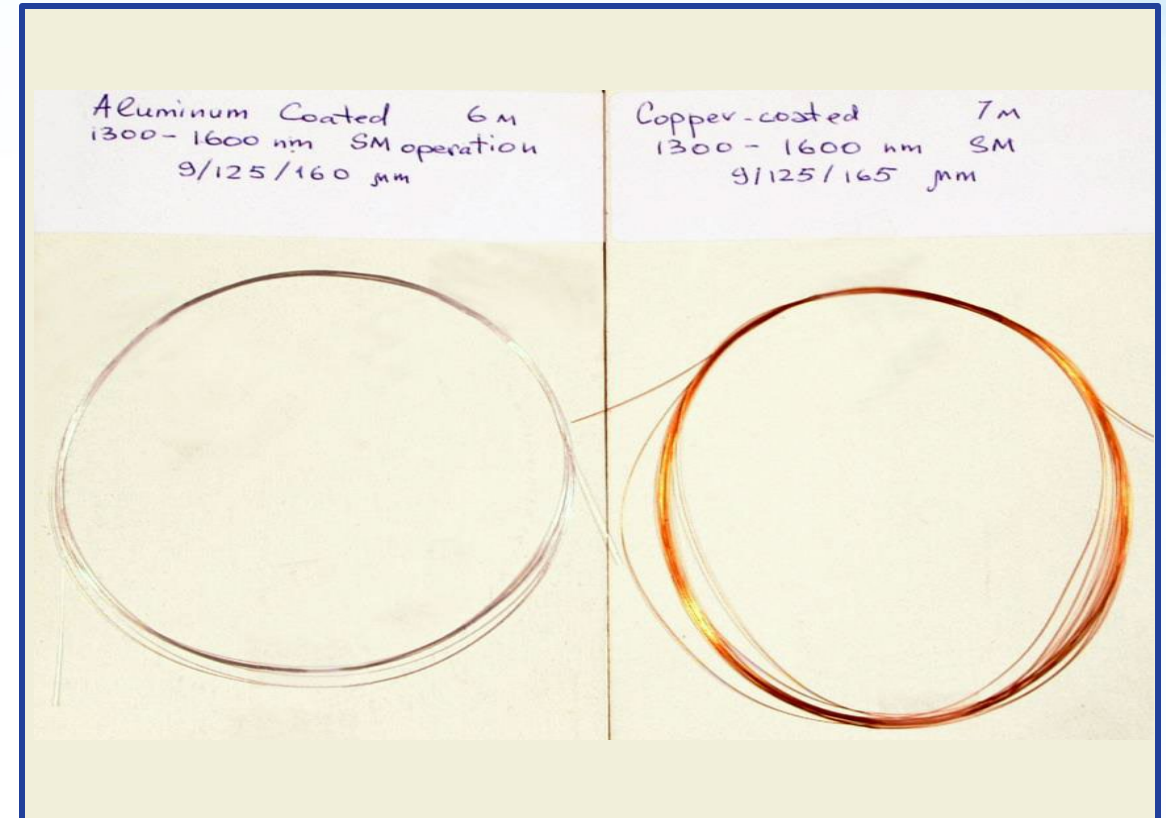 Aluminum Coated 6 M
1300 - 1600 nm SM operation
9/125/160 µm
Copper-coated 7 M
1300 - 1600 nm SM
9/125/165 µm